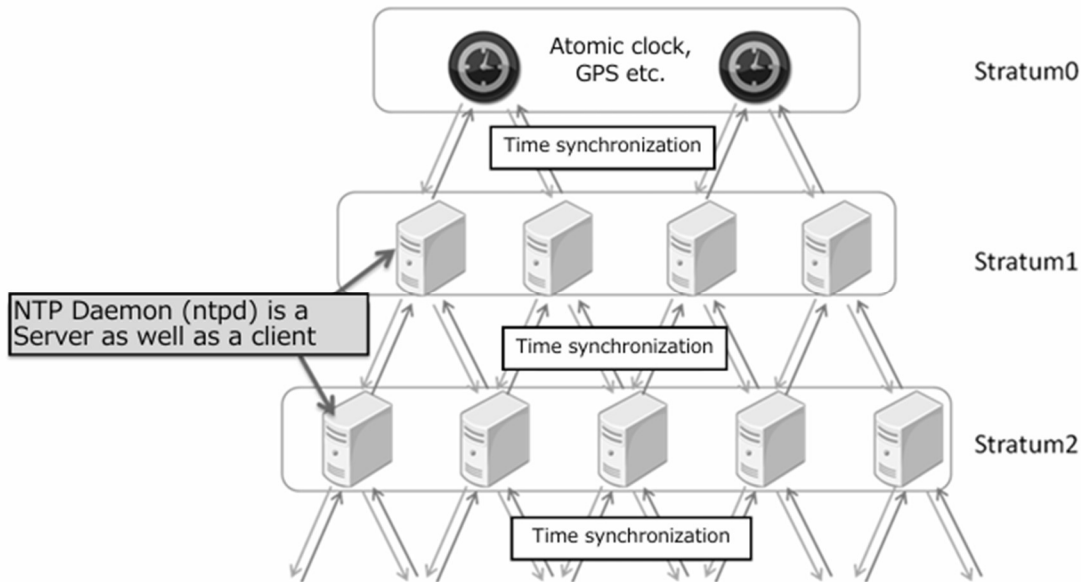 Atomic clock,
GPS etc.
Stratum0
Time synchronization
Stratum1
NTP Daemon (ntpd) is a
Server as well as a client
Time synchronization
Stratum2
Time synchronization